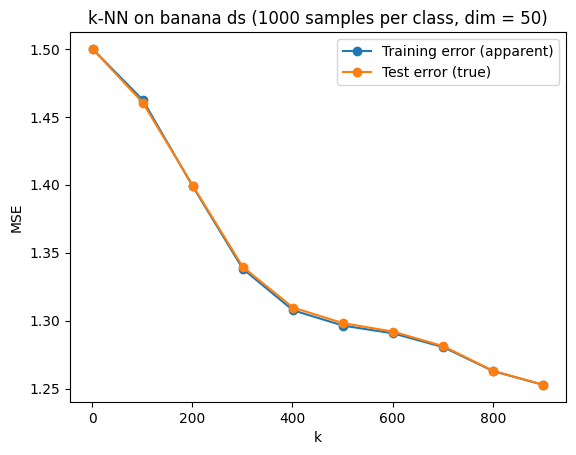 k-NN on banana ds (1000 samples per class, dim = 50)
Training error (apparent)
Test error (true)
1.50
1.45
1.40
1.35
1.30
1.25
MSE
0 200 400 600 800
k